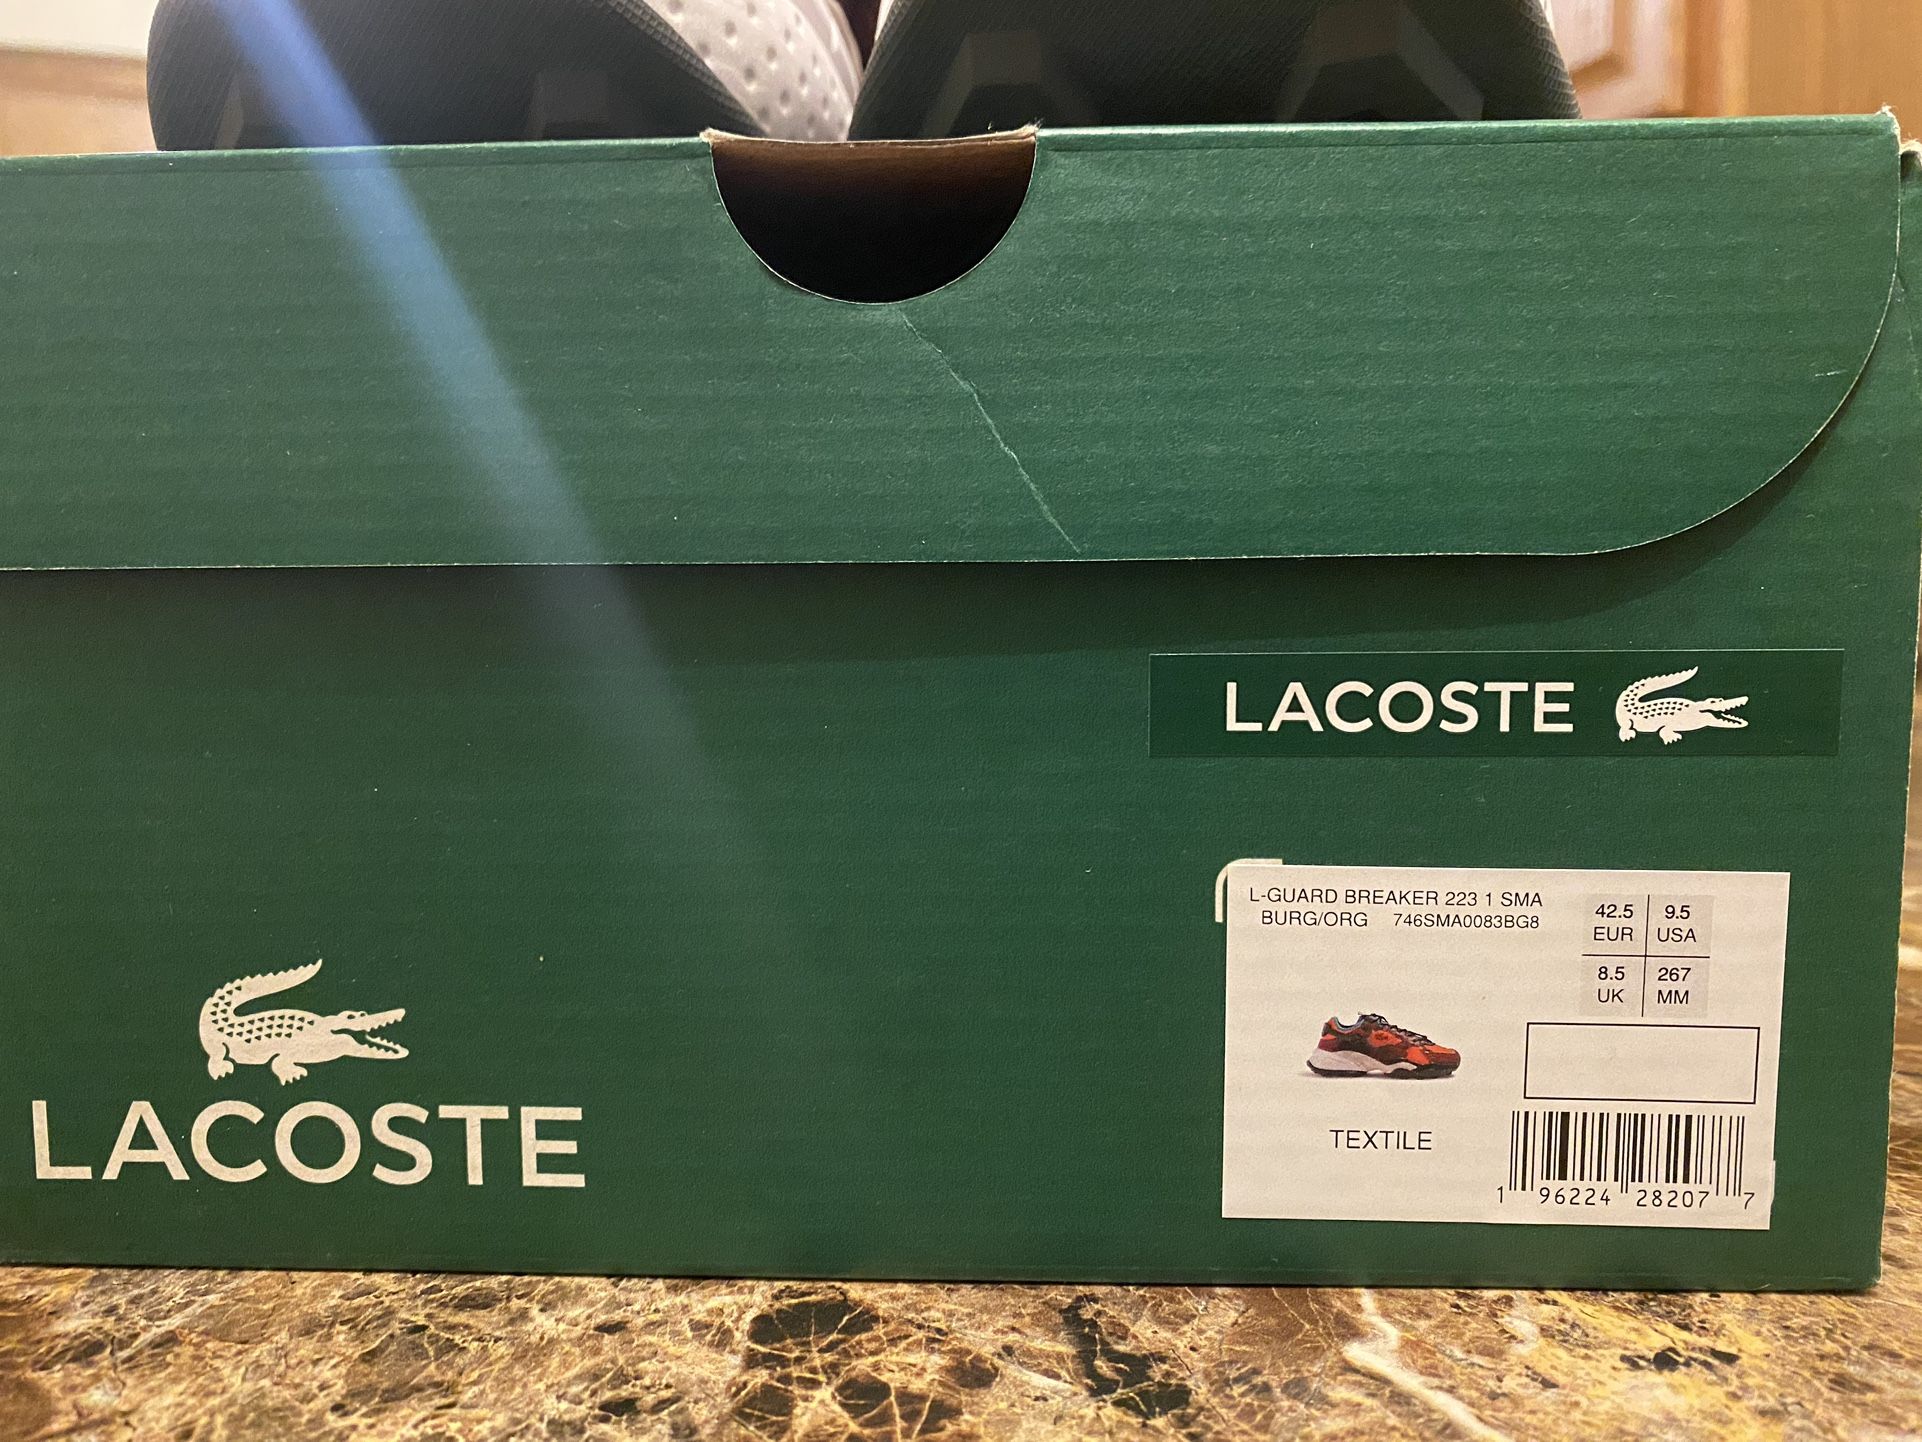 LACOSTE
L-GUARD BREAKER 223 1 SMA
BURG/ORG 746SMA0083BG8
42.5 9.5
EUR USA
8.5 267
UK MM
TEXTILE
1 96224 28207 7
LACOSTE